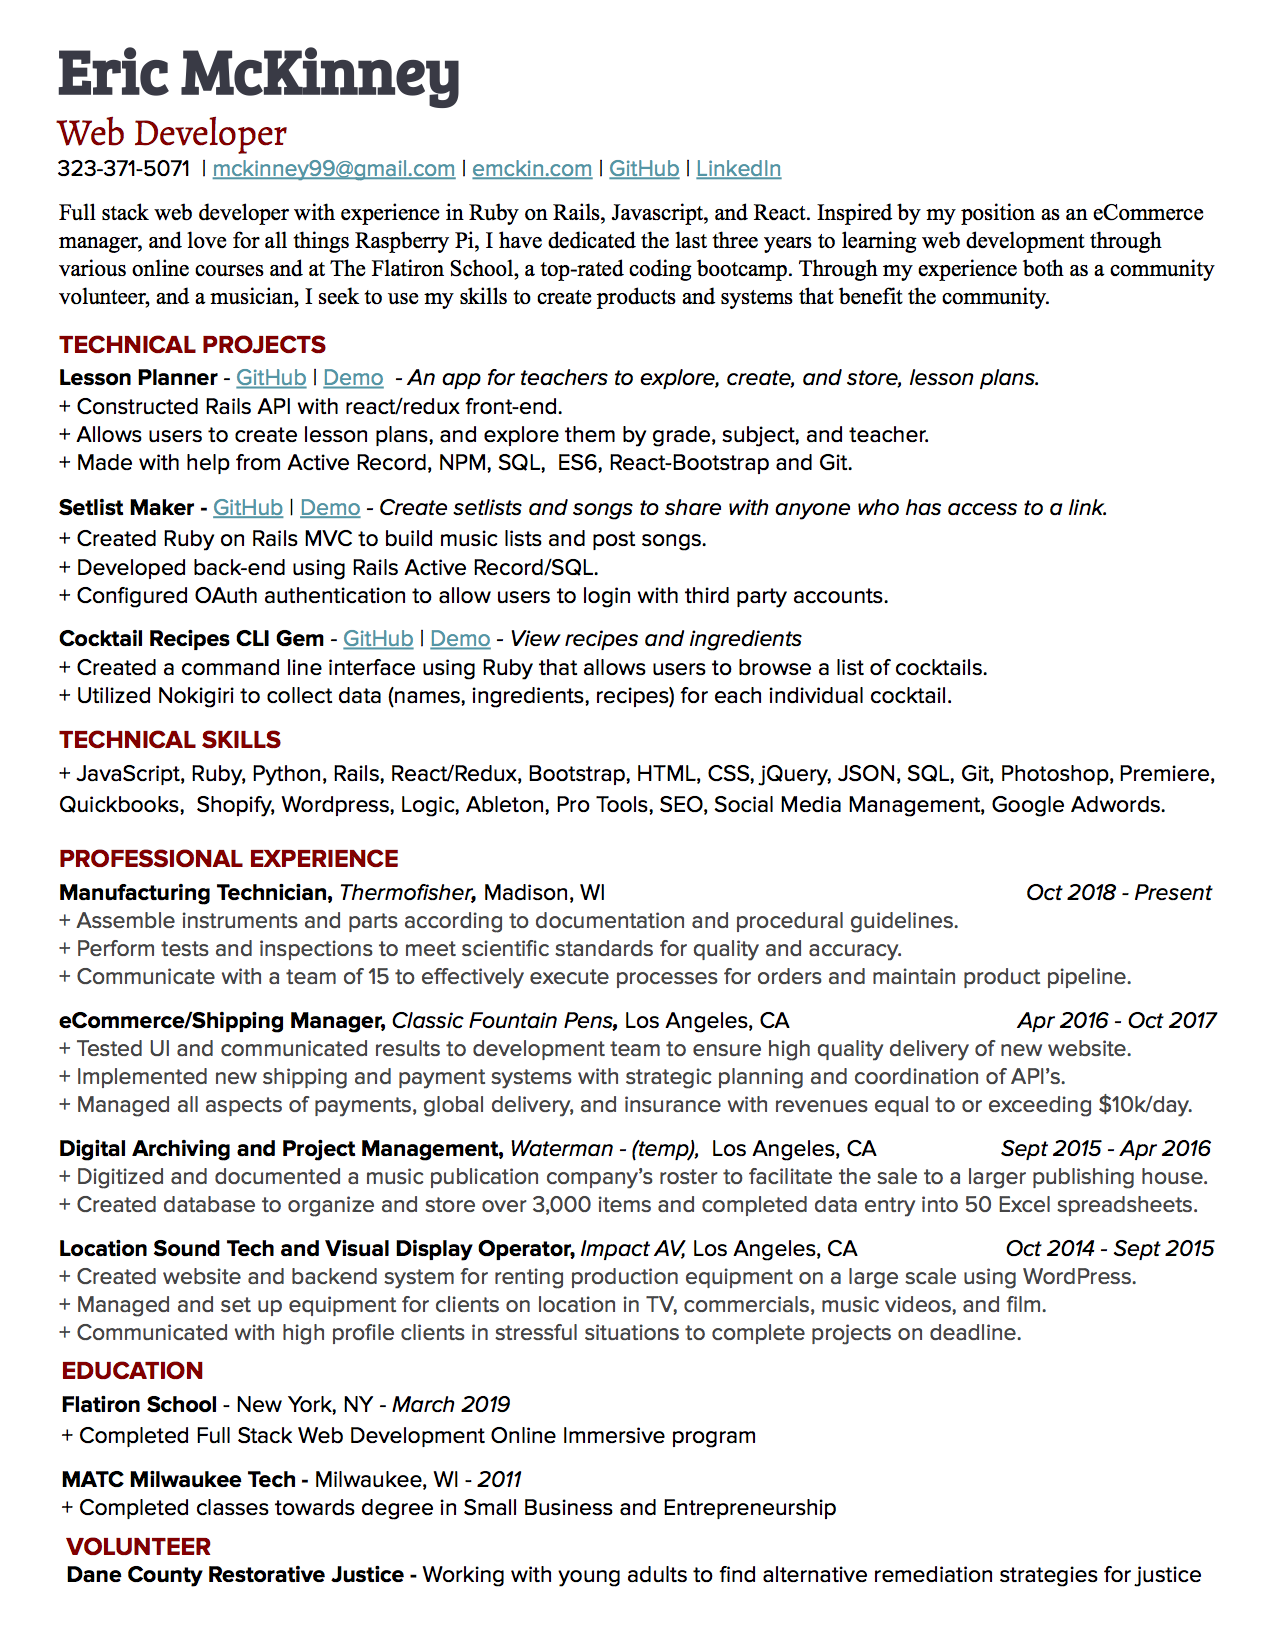 Eric McKinney
Web Developer
323-371-5071 | mckinney99@gmail.com | emckin.com | GitHub | LinkedIn
Full stack web developer with experience in Ruby on Rails, Javascript, and React. Inspired by my position as an eCommerce
manager, and love for all things Raspberry Pi, I have dedicated the last three years to learning web development through
various online courses and at The Flatiron School, a top-rated coding bootcamp. Through my experience both as a community
volunteer, and a musician, I seek to use my skills to create products and systems that benefit the community.
TECHNICAL PROJECTS
Lesson Planner - GitHub | Demo - An app for teachers to explore, create, and store, lesson plans.
+ Constructed Rails API with react/redux front-end.
+ Allows users to create lesson plans, and explore them by grade, subject, and teacher.
+ Made with help from Active Record, NPM, SQL, ES6, React-Bootstrap and Git.
Setlist Maker - GitHub | Demo - Create setlists and songs to share with anyone who has access to a link.
+ Created Ruby on Rails MVC to build music lists and post songs.
+ Developed back-end using Rails Active Record/SQL.
+ Configured OAuth authentication to allow users to login with third party accounts.
Cocktail Recipes CLI Gem - GitHub | Demo - View recipes and ingredients
+ Created a command line interface using Ruby that allows users to browse a list of cocktails.
+ Utilized Nokigiri to collect data (names, ingredients, recipes) for each individual cocktail.
TECHNICAL SKILLS
+ JavaScript, Ruby, Python, Rails, React/Redux, Bootstrap, HTML, CSS, jQuery, JSON, SQL, Git, Photoshop, Premiere,
Quickbooks, Shopify, Wordpress, Logic, Ableton, Pro Tools, SEO, Social Media Management, Google Adwords.
PROFESSIONAL EXPERIENCE
Manufacturing Technician, Thermofisher, Madison, WI Oct 2018 - Present
+ Assemble instruments and parts according to documentation and procedural guidelines.
+ Perform tests and inspections to meet scientific standards for quality and accuracy.
+ Communicate with a team of 15 to effectively execute processes for orders and maintain product pipeline.
eCommerce/Shipping Manager, Classic Fountain Pens, Los Angeles, CA Apr 2016 - Oct 2017
+ Tested UI and communicated results to development team to ensure high quality delivery of new website.
+ Implemented new shipping and payment systems with strategic planning and coordination of API's.
+ Managed all aspects of payments, global delivery, and insurance with revenues equal to or exceeding $10k/day.
Digital Archiving and Project Management, Waterman - (temp), Los Angeles, CA Sept 2015 - Apr 2016
+ Digitized and documented a music publication company's roster to facilitate the sale to a larger publishing house.
+ Created database to organize and store over 3,000 items and completed data entry into 50 Excel spreadsheets.
Location Sound Tech and Visual Display Operator, Impact AV, Los Angeles, CA Oct 2014 - Sept 2015
+ Created website and backend system for renting production equipment on a large scale using WordPress.
+ Managed and set up equipment for clients on location in TV, commercials, music videos, and film.
+ Communicated with high profile clients in stressful situations to complete projects on deadline.
EDUCATION
Flatiron School - New York, NY - March 2019
+ Completed Full Stack Web Development Online Immersive program
MATC Milwaukee Tech - Milwaukee, WI - 2011
+ Completed classes towards degree in Small Business and Entrepreneurship
VOLUNTEER
Dane County Restorative Justice - Working with young adults to find alternative remediation strategies for justice